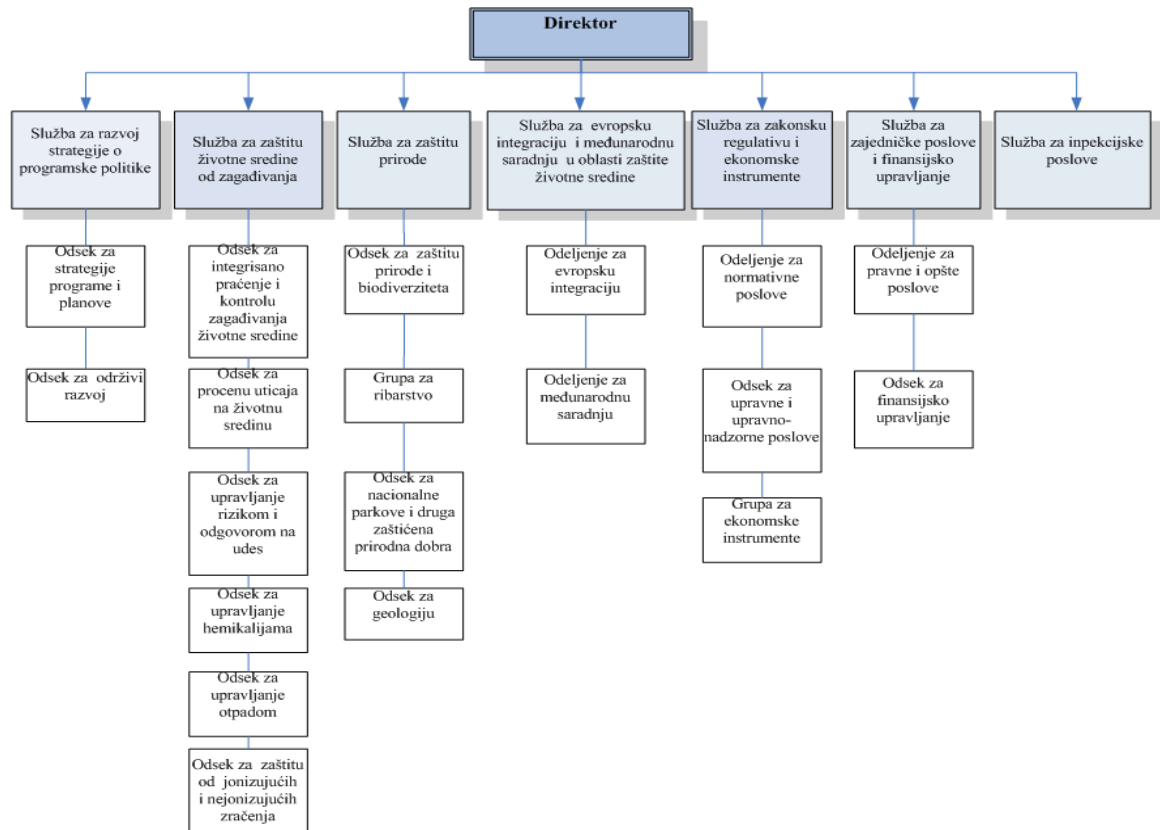 Direktor
Služba za razvoj
strategije o
programske politike
Služba za zaštitu
životne sredine
od zagađivanja
Služba za zaštitu
prirode
Služba za evropsku
integraciju i međunarodnu
saradnju u oblasti zaštite
životne sredine
Služba za zakonsku
regulativu i
ekonomske
instrumente
Služba za
zajedničke poslove
i finansijsko
upravljanje
Služba za inpekcijske
poslove
Odsek za
strategije
programe i
planove
Odsek za održivi
razvoj
Odsek za
integrisano
praćenje i
kontrolu
zagađivanja
životne sredine
Odsek za
procenu uticaja
na životnu
sredinu
Odsek za
upravljanje
rizikom i
odgovorom na
udes
Odsek za
upravljanje
hemikalijama
Odsek za
upravljanje
otpadom
Odsek za zaštitu
od jonizujućih
i nejonizujućih
zračenja
Odsek za zaštitu
prirode i
biodiverziteta
Grupa za
ribarstvo
Odsek za
nacionalne
parkove i druga
zaštićena
prirodna dobra
Odsek za
geologiju
Odeljenje za
evropsku
integraciju
Odeljenje za
međunarodnu
saradnju
Odeljenje za
normativne
poslove
Odsek za
upravne i
upravno-
nadzorne poslove
Grupa za
ekonomske
instrumente
Odeljenje za
pravne i opšte
poslove
Odsek za
finansijsko
upravljanje